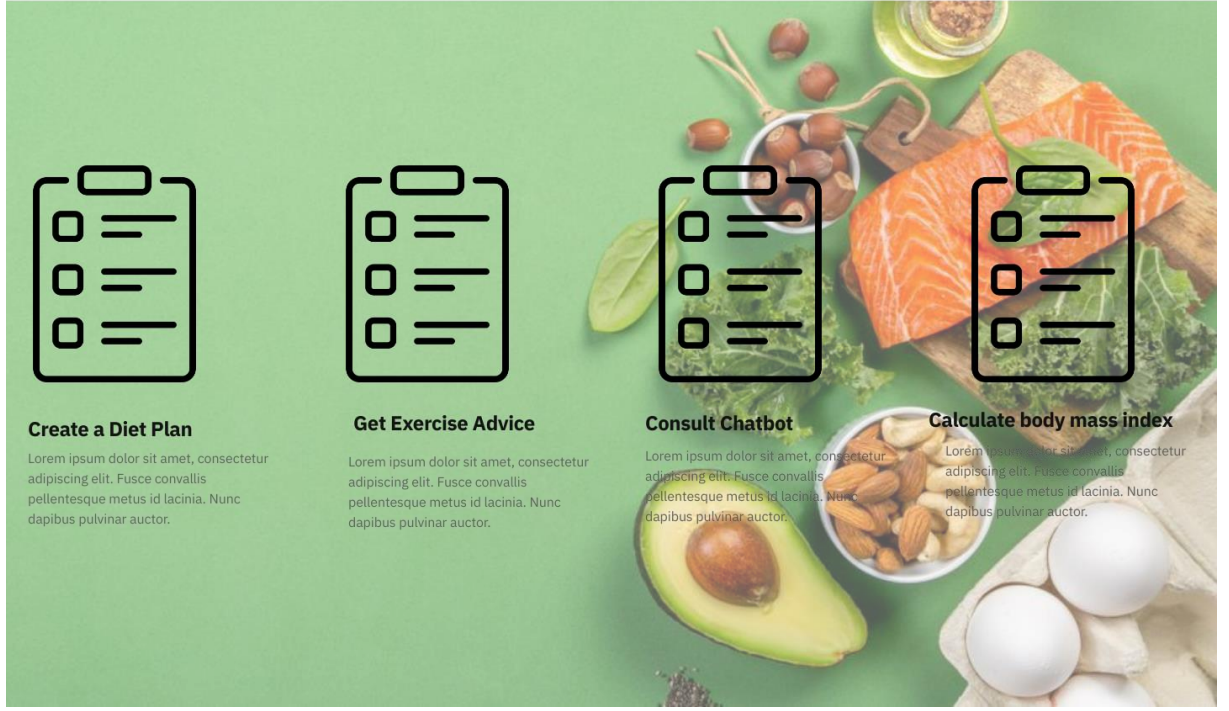 Create a Diet Plan
Lorem ipsum dolor sit amet, consectetur
adipiscing elit. Fusce convallis
pellentesque metus id lacinia. Nunc
dapibus pulvinar auctor.
Get Exercise Advice
Lorem ipsum dolor sit amet, consectetur
adipiscing elit. Fusce convallis
pellentesque metus id lacinia. Nunc
dapibus pulvinar auctor.
Consult Chatbot
Lorem ipsum dolor sit amet, consectetur
adipiscing elit. Fusce convallis
pellentesque metus id lacinia. Nunc
dapibus pulvinar auctor.
Calculate body mass index
Lorem ipsum dolor sit amet, consectetur
adipiscing elit. Fusce convallis
pellentesque metus id lacinia. Nunc
dapibus pulvinar auctor.